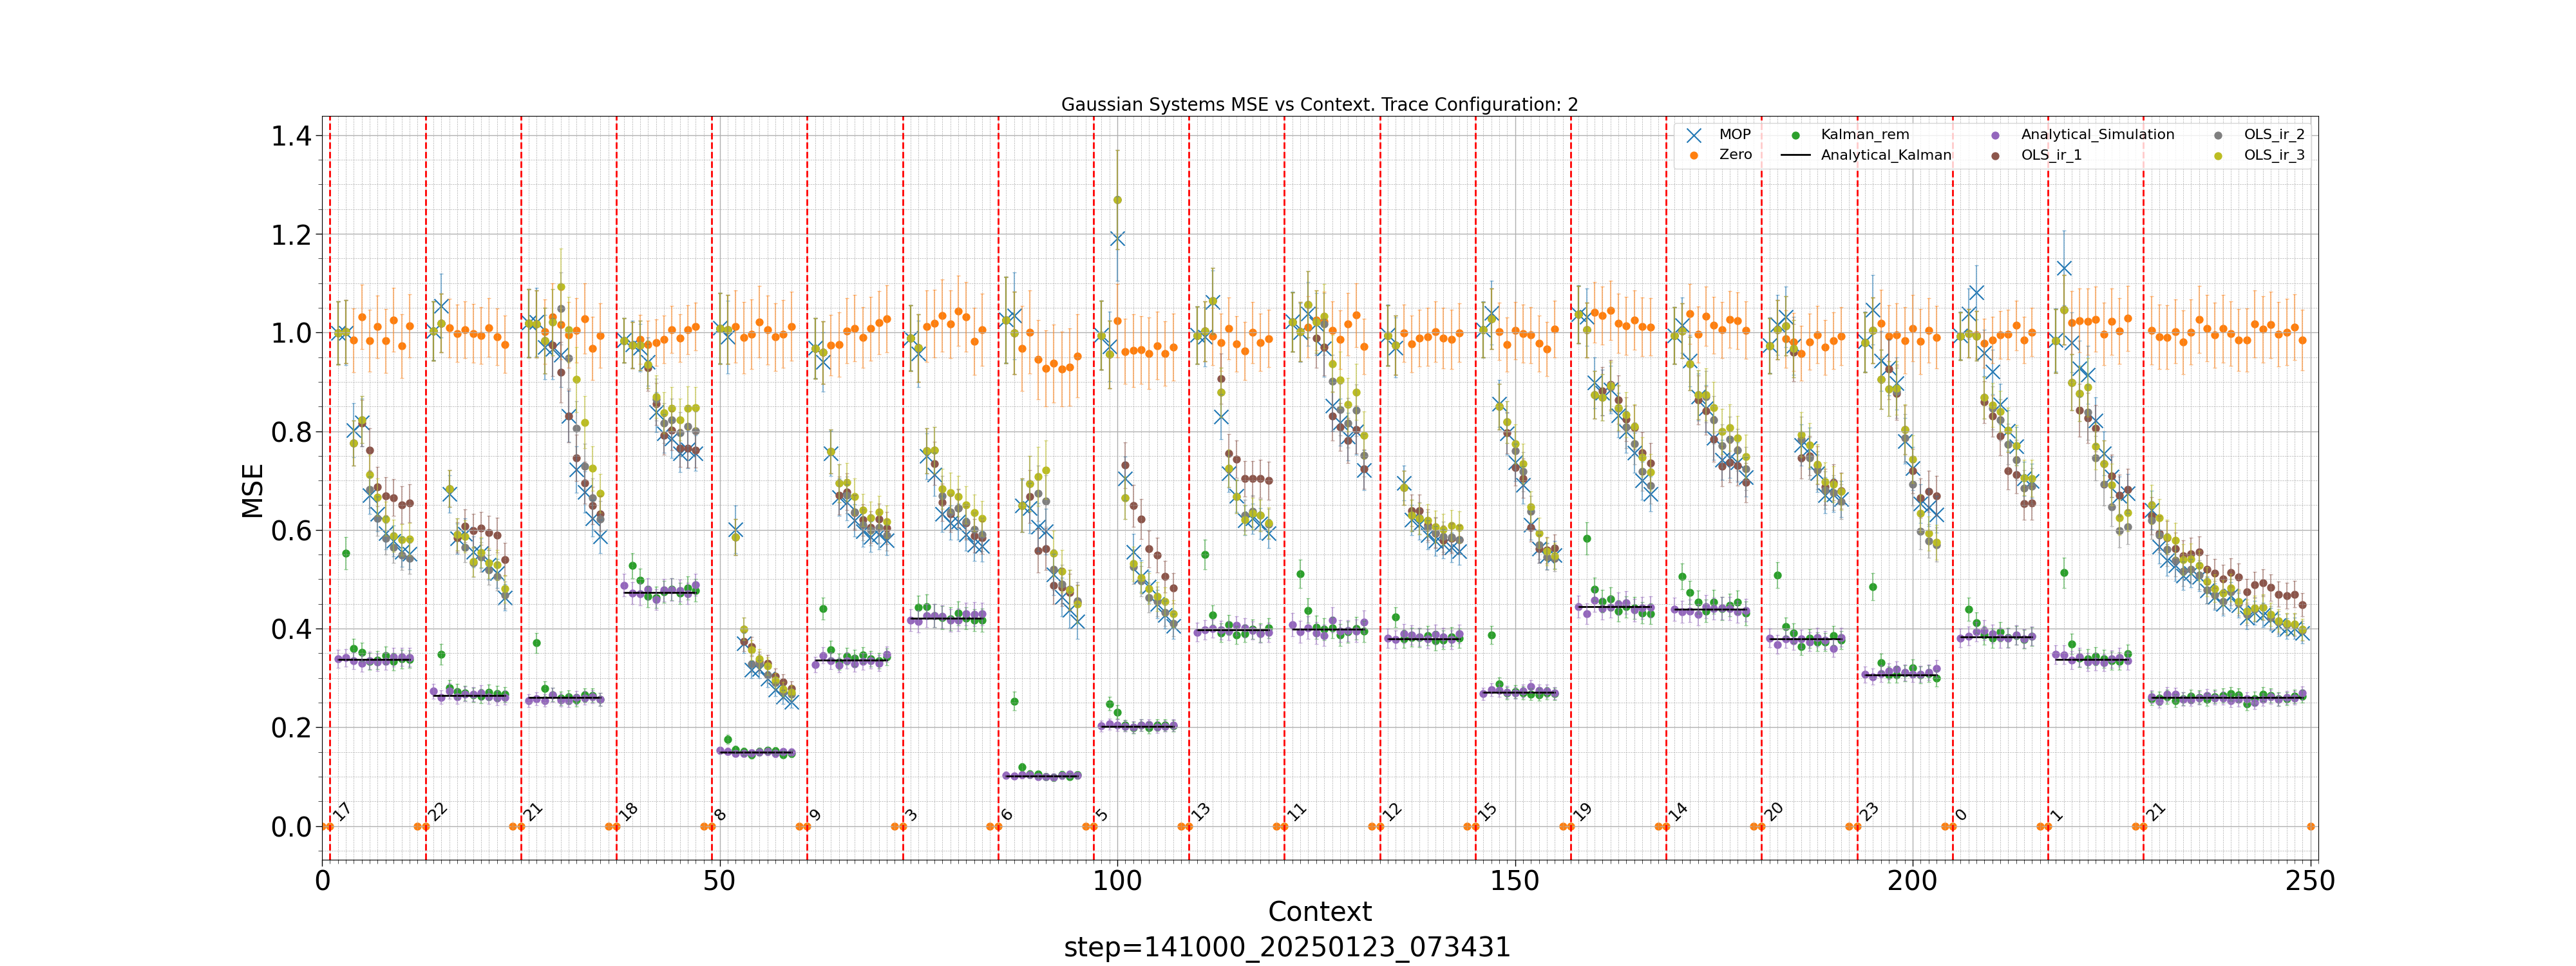 Gaussian Systems MSE vs Context. Trace Configuration: 2
MOP
Zero
Kalman_rem
Analytical_Kalman
Analytical_Simulation
OLS_ir_1
OLS_ir_2
OLS_ir_3
MSE
1.4
1.2
1.0
0.8
0.6
0.4
0.2
0.0
17
22
21
18
8
9
3
6
5
13
11
12
15
19
14
20
23
0
1
21
0
50
100
150
200
250
Context
step=141000_20250123_073431